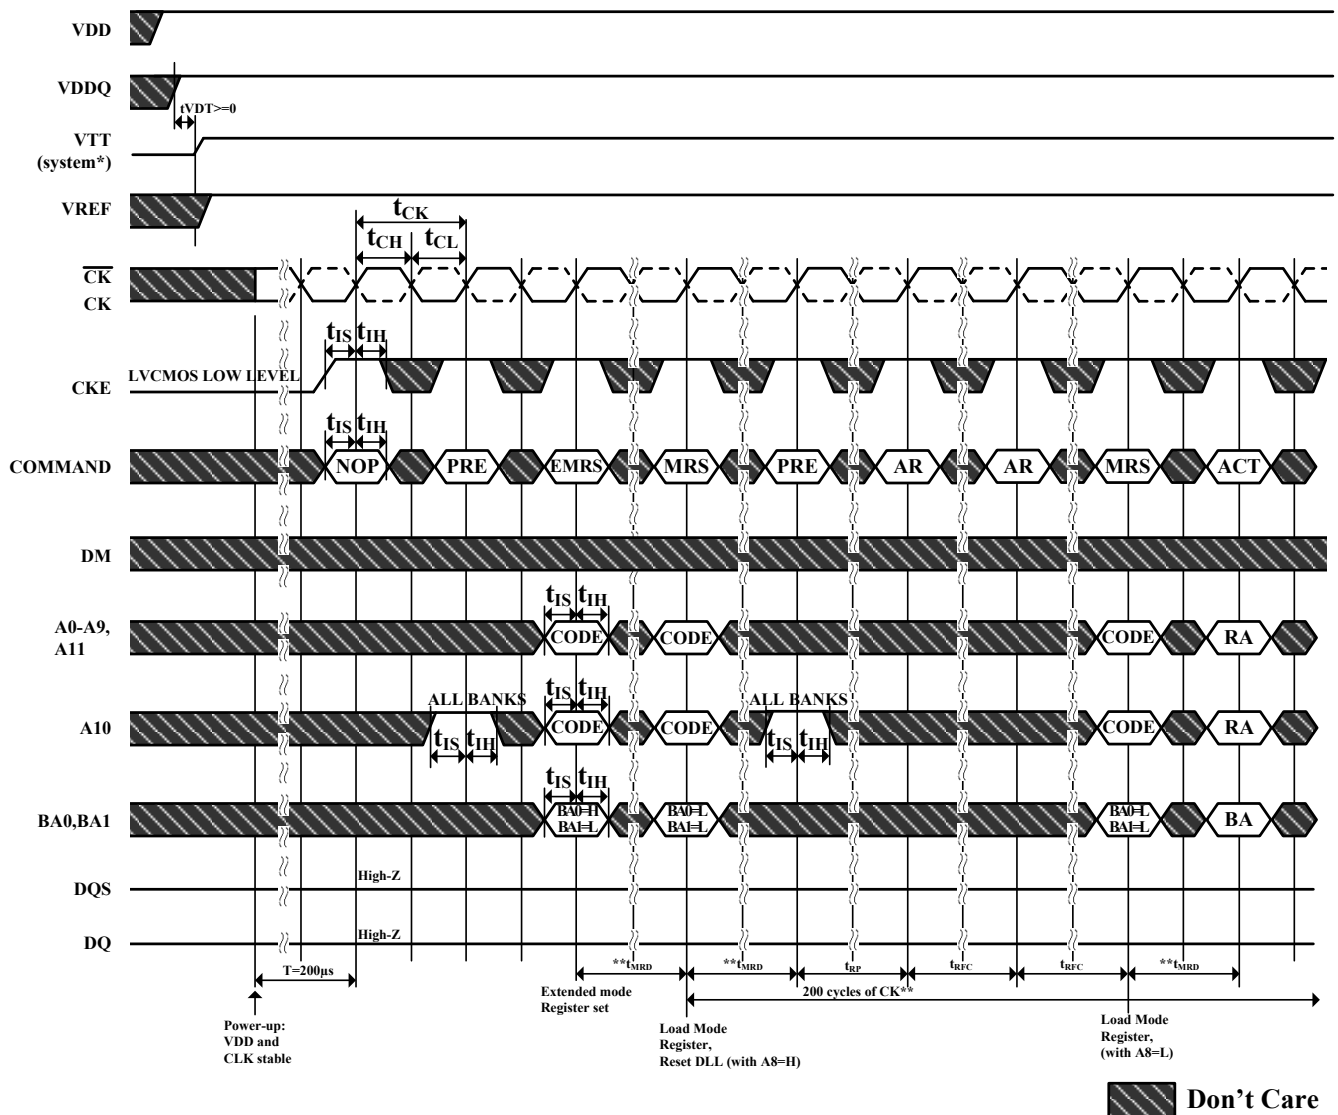 VDD
VDDQ
tVDT>=0
VTT
(system*)
VREF
tCK
tCH tCL
CK
CK
tIS tIH
LVCMOS LOW LEVEL
CKE
tIS tIH
COMMAND NOP PRE EMRS MRS PRE AR AR MRS ACT
DM
tIS tIH
A0-A9,
A11
CODE CODE CODE RA
ALL BANKS tIS tIH ALL BANKS
A10 CODE CODE CODE RA
tIS tIH tIS tIH
tIS tIH
BA0,BA1
BA0=H BA0=L BA0=L
BA1=L BA1=L BA1=L
BA
High-Z
DQS
High-Z
DQ
T=200µs **tMRD **tMRD tRP tRFC tRFC **tMRD
200 cycles of CK**
Extended mode
Register set
Power-up:
VDD and
CLK stable
Load Mode
Register,
Reset DLL (with A8=H)
Load Mode
Register,
(with A8=L)
Don't Care